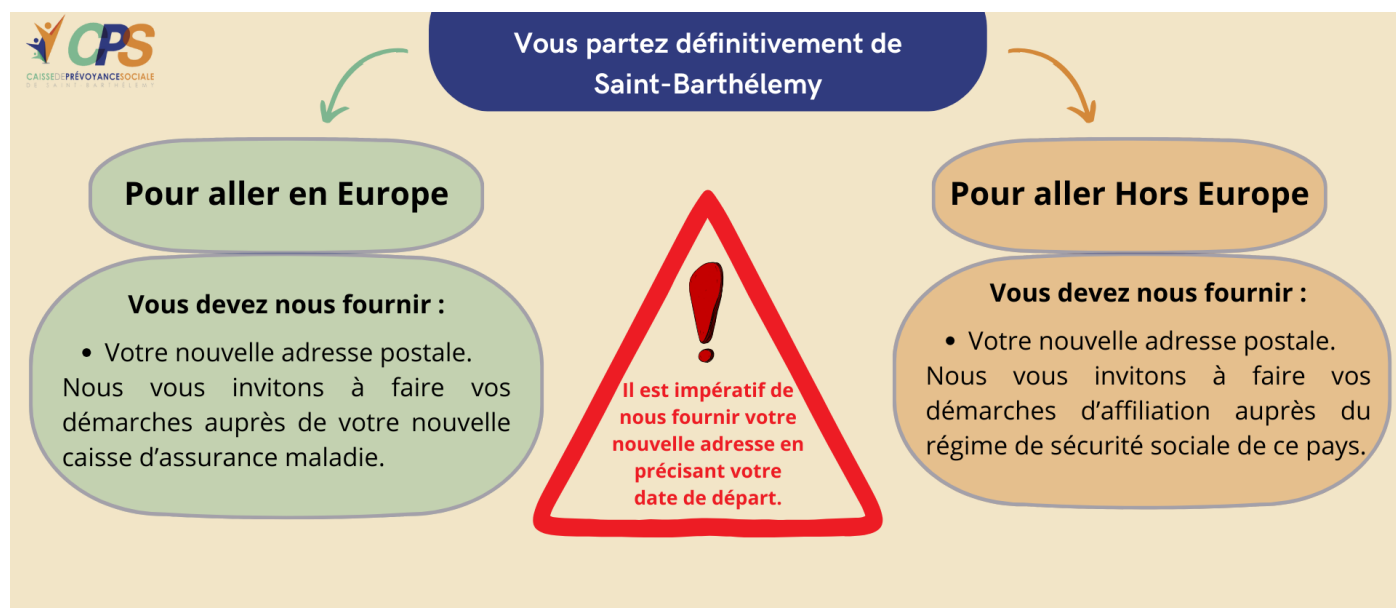 CPS
CAISSEDEPRÉVOYANCESOCIALE
DE SAINT-BARTHÉLEMY
Vous partez définitivement de
Saint-Barthélemy
Pour aller en Europe
Vous devez nous fournir :
• Votre nouvelle adresse postale.
Nous vous invitons à faire vos
démarches auprès de votre nouvelle
caisse d’assurance maladie.
Il est impératif de
nous fournir votre
nouvelle adresse en
précisant votre
date de départ.
Pour aller Hors Europe
Vous devez nous fournir :
• Votre nouvelle adresse postale.
Nous vous invitons à faire vos
démarches d’affiliation auprès du
régime de sécurité sociale de ce pays.